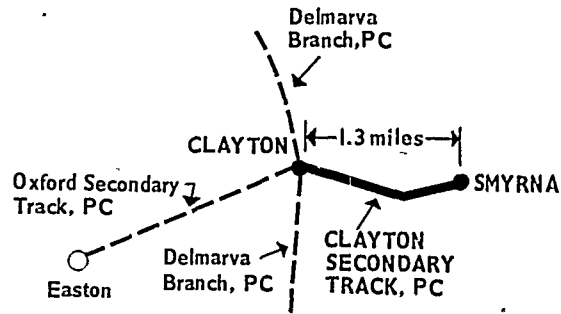 Delmarva
Branch,PC
CLAYTON
1.3 miles
SMYRNA
Oxford Secondary
Track, PC
Easton
Delmarva
Branch, PC
CLAYTON
SECONDARY
TRACK, PC